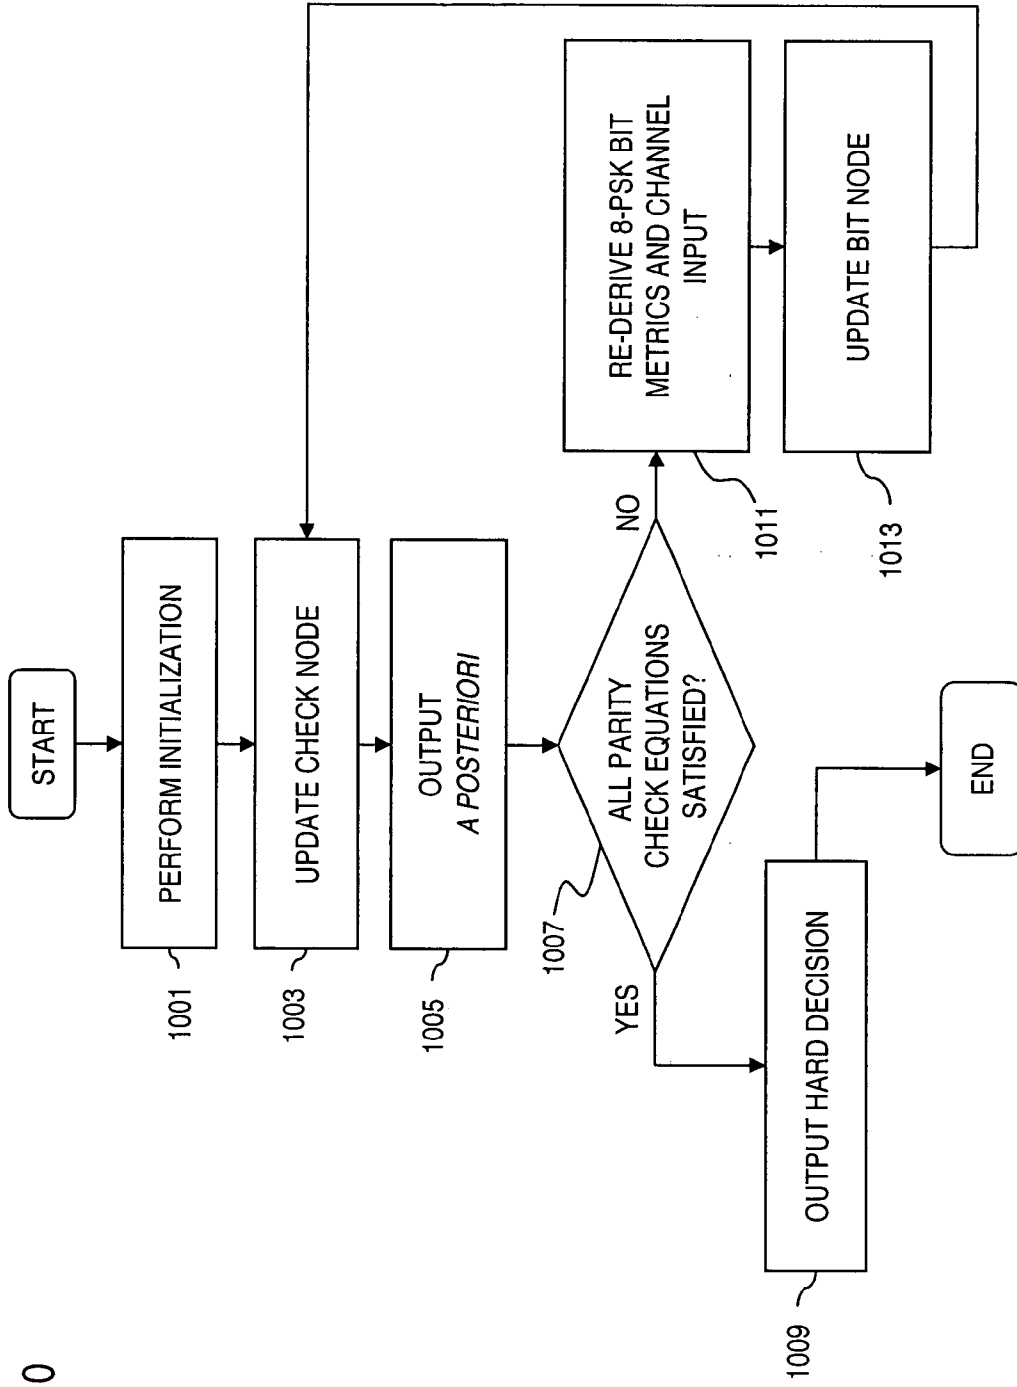 START
PERFORM INITIALIZATION
1001
UPDATE CHECK NODE
1003
OUTPUT
A POSTERIORI
1005
ALL PARITY
CHECK EQUATIONS
SATISFIED?
1007
YES
NO
RE-DERIVE 8-PSK BIT
METRICS AND CHANNEL
INPUT
1011
UPDATE BIT NODE
1013
OUTPUT HARD DECISION
1009
END
0